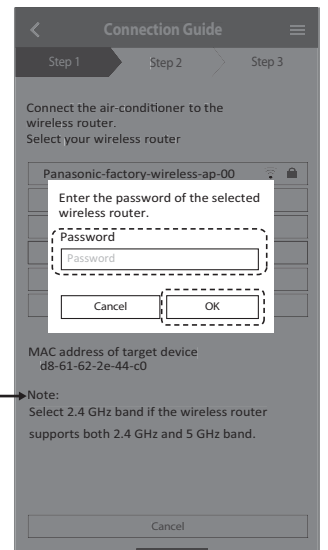 Connection Guide
Step 1 Step 2 Step 3
Connect the air-conditioner to the
wireless router.
Select your wireless router
Panasonic-factory-wireless-ap-00
Enter the password of the selected
wireless router.
Password
Password
Cancel OK
MAC address of target device
d8-61-62-2e-44-c0
Note:
Select 2.4 GHz band if the wireless router
supports both 2.4 GHz and 5 GHz band.
Cancel